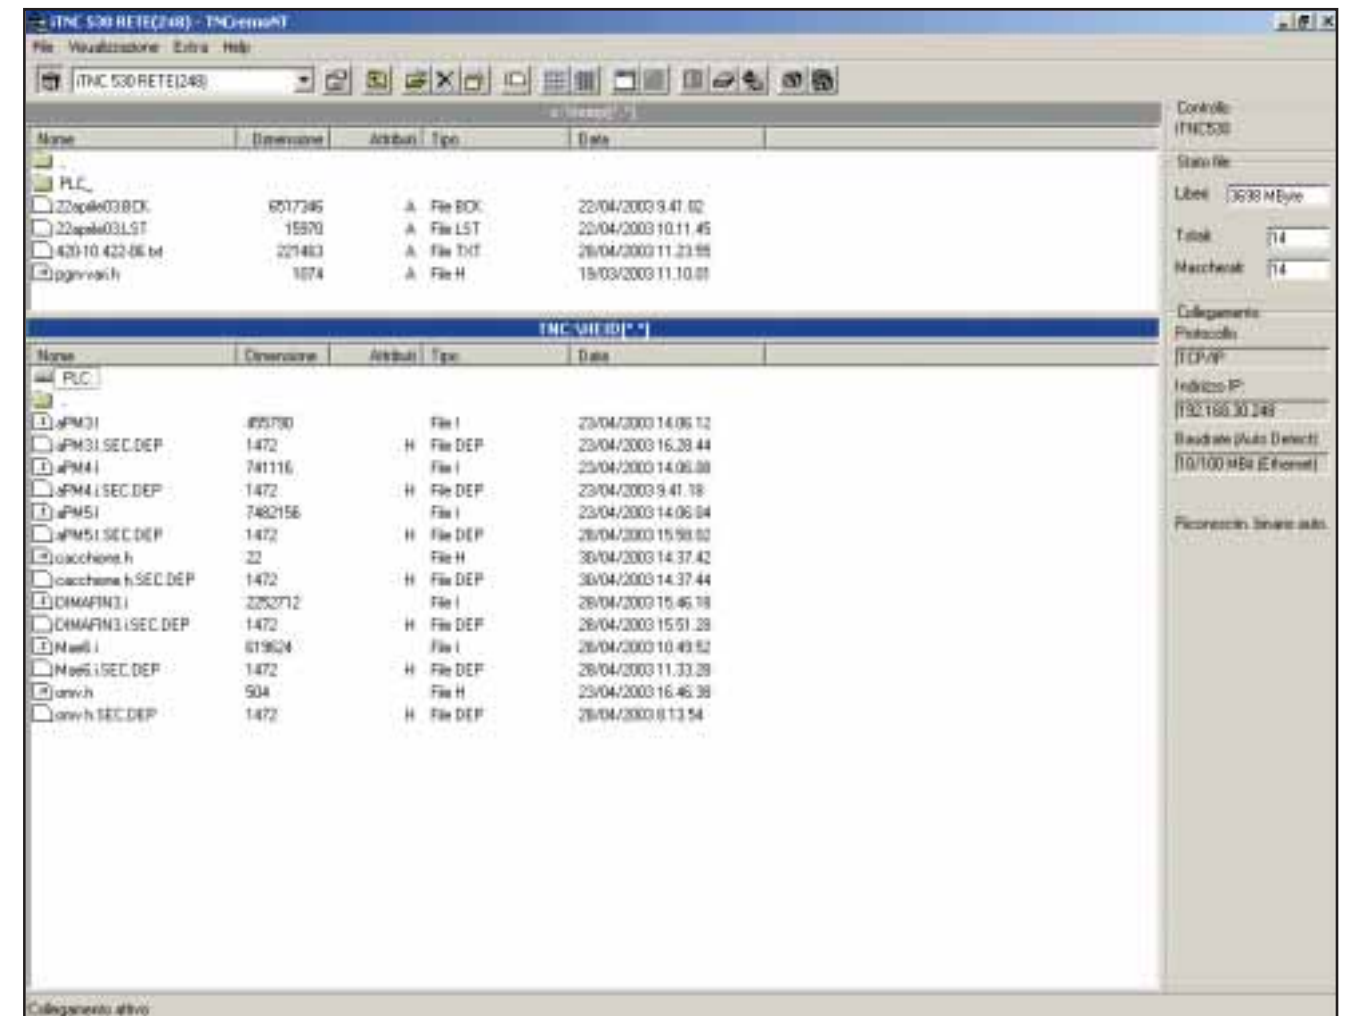 iTNC 530 RETE(248) - TNCremoNT
File Visualizzazione Extra Help
iTNC 530 RETE(248)
Nome Dimensione Attributi Tipo Data
PLC_
22aprile03.BCK 6517346 A File BCK 22/04/2003 9.41.02
22aprile03.LST 15970 A File LST 22/04/2003 10.11.45
420-10.422-06.txt 221463 A File TXT 28/04/2003 11.23.55
pgm-vari.h 1074 A File H 19/03/2003 11.10.01
TNC:\HEID[*.*]
Nome Dimensione Attributi Tipo Data
PLC:
..
aPM3.I File I 23/04/2003 14.06.12
aPM3.I.SEC.DEP 1472 H File DEP 23/04/2003 16.28.44
aPM4.i 741116 File I 23/04/2003
aPM4.i.SEC.DEP 1472 H File DEP 23/04/2003 9.41.18
aPM5.I 7482156 File I 23/04/2003 14.06.04
aPM5.I.SEC.DEP 1472 H File DEP 28/04/2003
cacchione.h 22 File H 30/04/2003 14.37.42
cacchione.h.SEC.DEP 1472 H File DEP 30/04/2003 14.37.44
DIMAFIN3.i 2252712 File I 28/04/2003 15.46.18
DIMAFIN3.i.SEC.DEP 1472 H File DEP 28/04/2003 15.51.28
Mae6.i 619624 File I 28/04/2003 10.49.52
Mae6.i.SEC.DEP 1472 H File DEP 28/04/2003 11.33.28
omv.h 504 File H 23/04/2003 16.46.38
omv.h.SEC.DEP 1472 H File DEP 28/04/2003 8.13.54
Controllo
iTNC530
Stato file
Liberi 3698 MByte
Totali: 14
Mascherati: 14
Collegamento
Protocollo
TCP/IP
Indirizzo IP:
192.168.30.248
Baudrate (Auto Detect)
10/100 MBit (Ethernet)
Riconoscim. binario auto.
Collegamento attivo